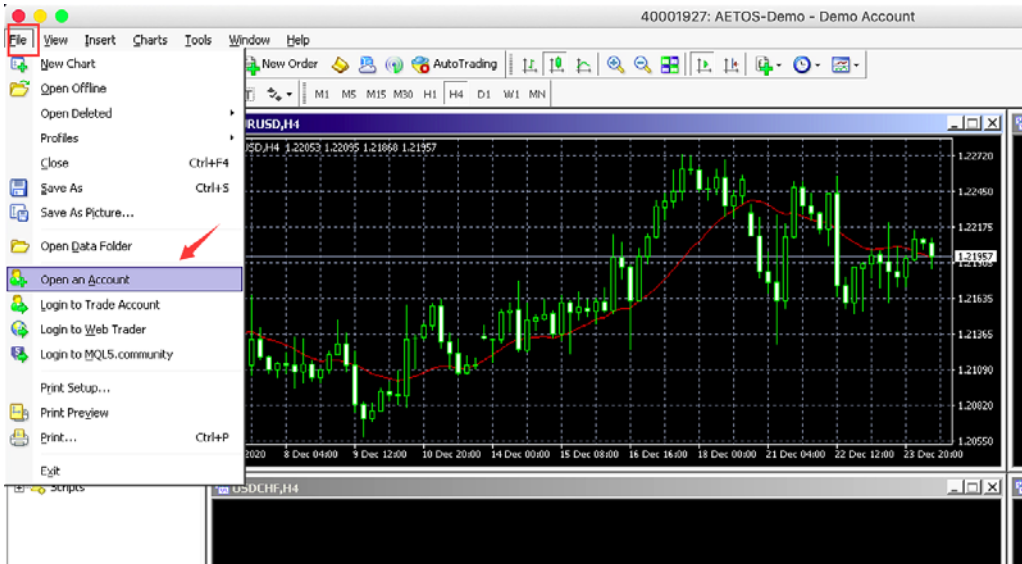 40001927: AETOS-Demo - Demo Account
File View Insert Charts Tools Window Help
New Chart
Open Offline
Open Deleted
Profiles
Close Ctrl+F4
Save As Ctrl+S
Save As Picture...
Open Data Folder
Open an Account
Login to Trade Account
Login to Web Trader
Login to MQL5.community
Print Setup...
Print Preview
Print... Ctrl+P
Exit
Scripts
New Order AutoTrading
M1 M5 M15 M30 H1 H4 D1 W1 MN
RUSD,H4
SD,H4 1.22053 1.22095 1.21868 1.21957
1.22720
1.22450
1.22175
1.21957
1.21635
1.21365
1.21090
1.20820
1.20550
2020 8 Dec 04:00 9 Dec 12:00 10 Dec 20:00 14 Dec 00:00 15 Dec 08:00 16 Dec 16:00 18 Dec 00:00 21 Dec 04:00 22 Dec 12:00 23 Dec 20:00
USDCHF,H4